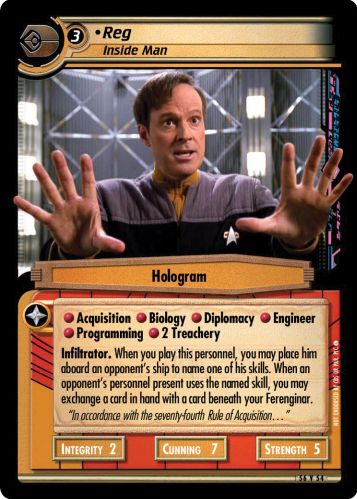 3
•Reg
Inside Man
Hologram
Acquisition Biology Diplomacy Engineer
Programming 2 Treachery
Infiltrator. When you play this personnel, you may place him
aboard an opponent's ship to name one of his skills. When an
opponent's personnel present uses the named skill, you may
exchange a card in hand with a card beneath your Ferenginar.
"In accordance with the seventy-fourth Rule of Acquisition…"
INTEGRITY 2 CUNNING 7 STRENGTH 5
56 V 54